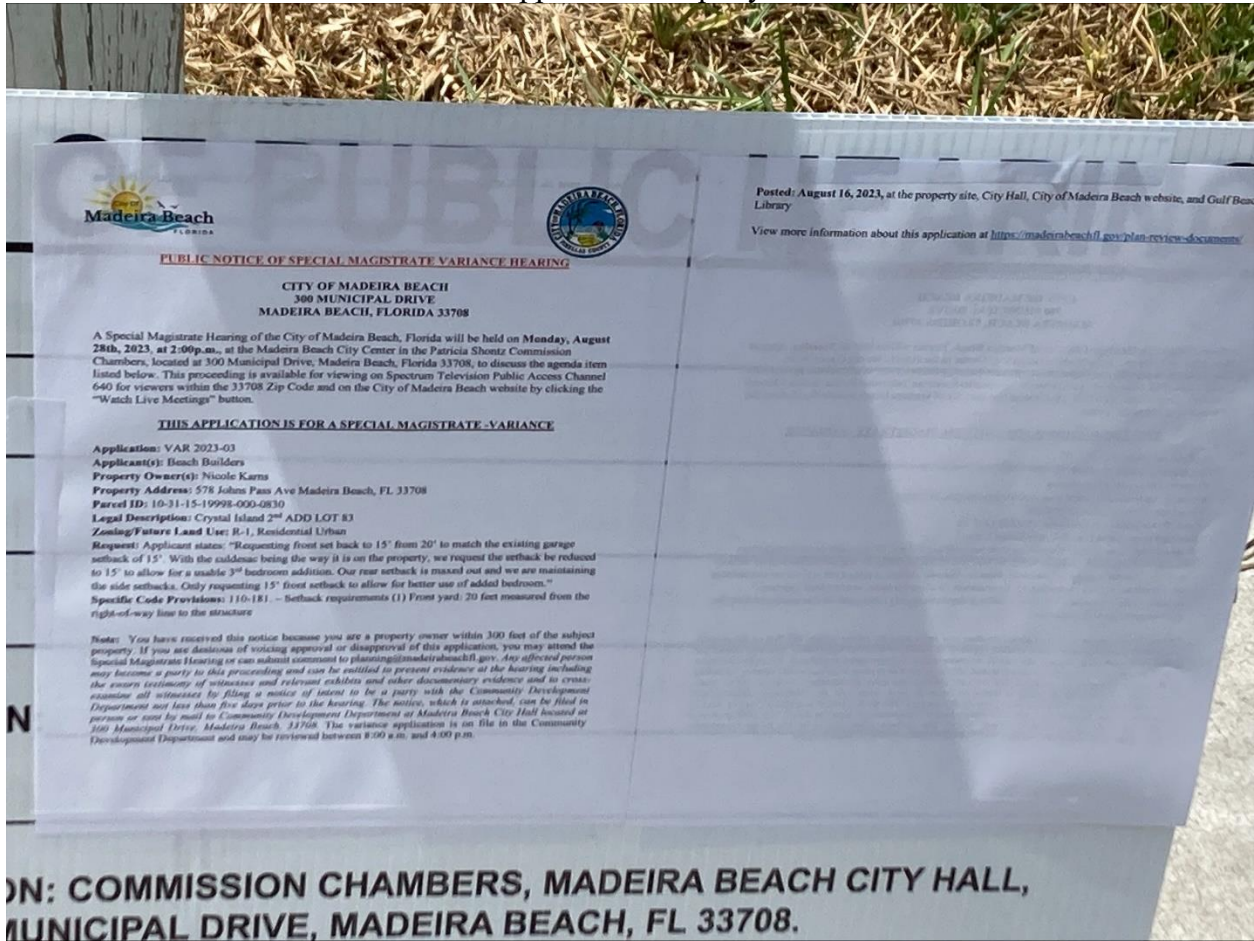 OF PUBLIC HEARIN
City Of
Madeira Beach
FLORIDA
CITY OF MADEIRA BEACH FLORIDA
PINELLAS COUNTY
PUBLIC NOTICE OF SPECIAL MAGISTRATE VARIANCE HEARING
CITY OF MADEIRA BEACH
300 MUNICIPAL DRIVE
MADEIRA BEACH, FLORIDA 33708
A Special Magistrate Hearing of the City of Madeira Beach, Florida will be held on Monday, August
28th, 2023, at 2:00p.m., at the Madeira Beach City Center in the Patricia Shontz Commission
Chambers, located at 300 Municipal Drive, Madeira Beach, Florida 33708, to discuss the agenda item
listed below. This proceeding is available for viewing on Spectrum Television Public Access Channel
640 for viewers within the 33708 Zip Code and on the City of Madeira Beach website by clicking the
"Watch Live Meetings" button.
THIS APPLICATION IS FOR A SPECIAL MAGISTRATE -VARIANCE
Application: VAR 2023-03
Applicant(s): Beach Builders
Property Owner(s): Nicole Karns
Property Address: 578 Johns Pass Ave Madeira Beach, FL 33708
Parcel ID: 10-31-15-19998-000-0830
Legal Description: Crystal Island 2nd ADD LOT 83
Zoning/Future Land Use: R-1, Residential Urban
Request: Applicant states: "Requesting front set back to 15' from 20' to match the existing garage
setback of 15'. With the culdesac being the way it is on the property, we request the setback be reduced
to 15' to allow for a usable 3rd bedroom addition. Our rear setback is maxed out and we are maintaining
the side setbacks. Only requesting 15' front setback to allow for better use of added bedroom."
Specific Code Provisions: 110-181. – Setback requirements (1) Front yard: 20 feet measured from the
right-of-way line to the structure
Note: You have received this notice because you are a property owner within 300 feet of the subject
property. If you are desirous of voicing approval or disapproval of this application, you may attend the
Special Magistrate Hearing or can submit comment to planning@madeirabeachfl.gov. Any affected person
may become a party to this proceeding and can be entitled to present evidence at the hearing including
the sworn testimony of witnesses and relevant exhibits and other documentary evidence and to cross-
examine all witnesses by filing a notice of intent to be a party with the Community Development
Department not less than five days prior to the hearing. The notice, which is attached, can be filed in
person or sent by mail to Community Development Department at Madeira Beach City Hall located at
300 Municipal Drive, Madeira Beach, 33708. The variance application is on file in the Community
Development Department and may be reviewed between 8:00 a.m. and 4:00 p.m.
Posted: August 16, 2023, at the property site, City Hall, City of Madeira Beach website, and Gulf Beac
Library
View more information about this application at https://madeirabeachfl.gov/plan-review-documents/
N
ON: COMMISSION CHAMBERS, MADEIRA BEACH CITY HALL,
MUNICIPAL DRIVE, MADEIRA BEACH, FL 33708.